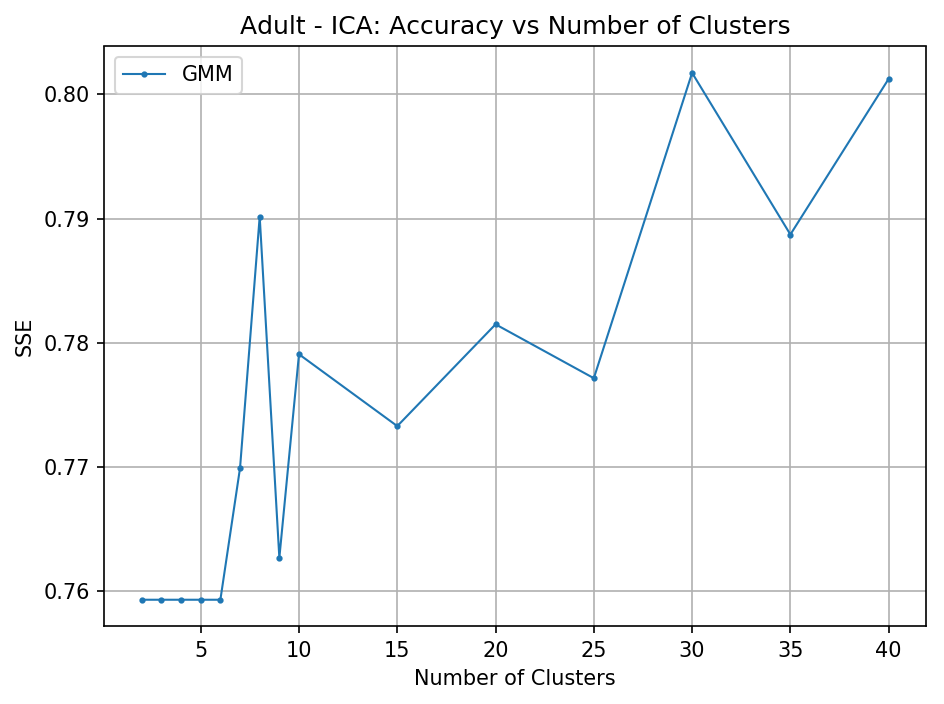 Adult - ICA: Accuracy vs Number of Clusters
GMM
SSE
0.80
0.79
0.78
0.77
0.76
5 10 15 20 25 30 35 40
Number of Clusters